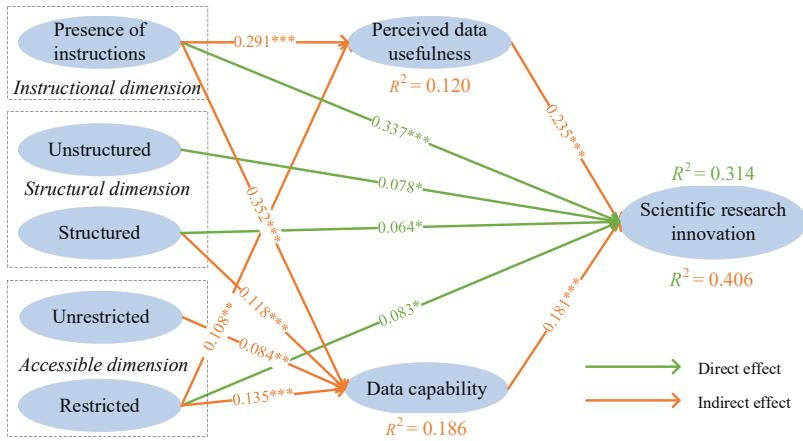 Presence of
instructions
Instructional dimension
Unstructured
Structural dimension
Structured
Unrestricted
Accessible dimension
Restricted
0.291***
0.337***
0.078*
0.352***
0.064*
0.118***
0.108**
0.084**
0.083*
0.135***
Perceived data
usefulness
R² = 0.120
0.235***
Data capability
R² = 0.186
0.181***
R² = 0.314
Scientific research
innovation
R² = 0.406
Direct effect
Indirect effect